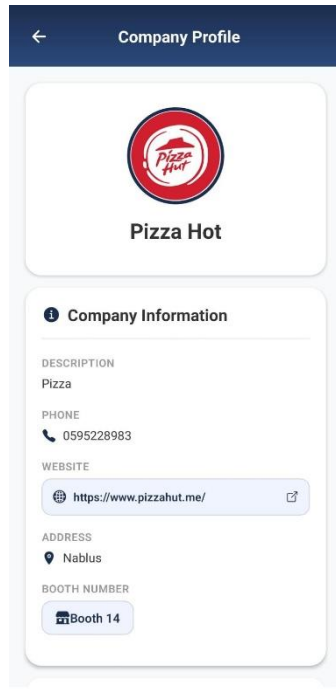 Company Profile
Pizza
Hut
Pizza Hot
Company Information
DESCRIPTION
Pizza
PHONE
0595228983
WEBSITE
https://www.pizzahut.me/
ADDRESS
Nablus
BOOTH NUMBER
Booth 14